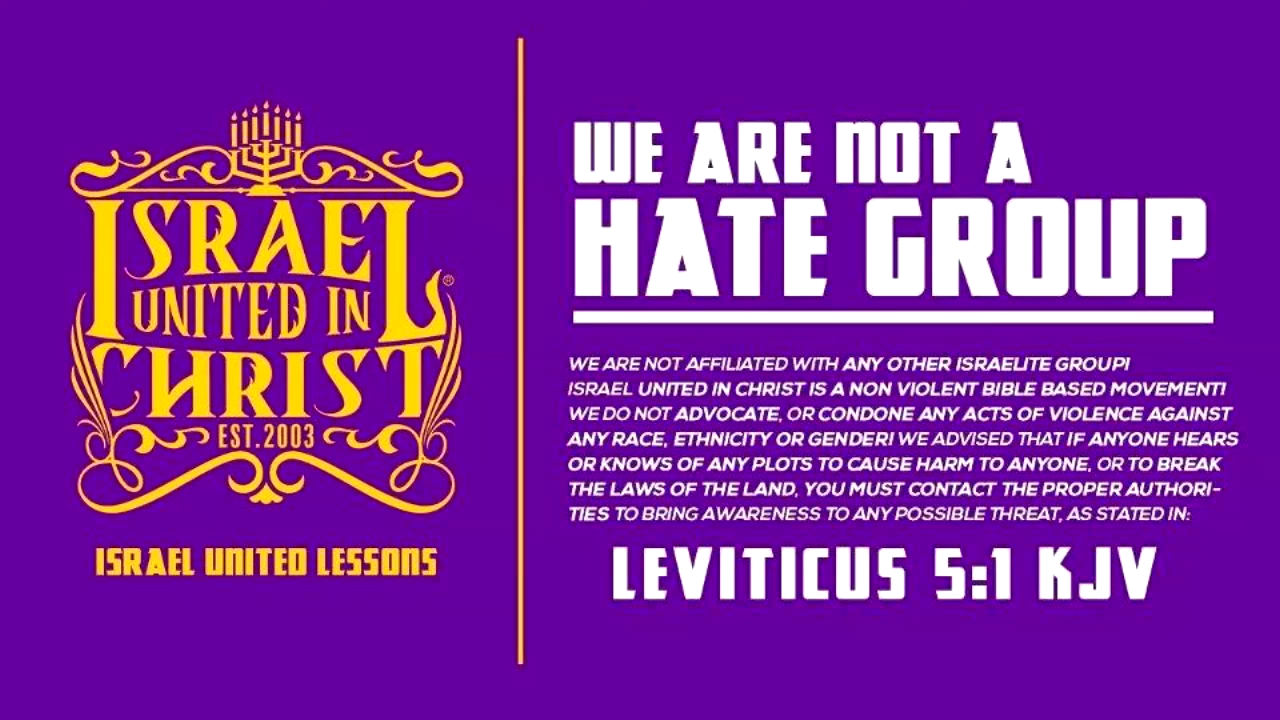 ISRAEL
UNITED IN
CHRIST
EST.2003
®
ISRAEL UNITED LESSONS
WE ARE NOT A
HATE GROUP
WE ARE NOT AFFILIATED WITH ANY OTHER ISRAELITE GROUP!
ISRAEL UNITED IN CHRIST IS A NON VIOLENT BIBLE BASED MOVEMENT!
WE DO NOT ADVOCATE, OR CONDONE ANY ACTS OF VIOLENCE AGAINST
ANY RACE, ETHNICITY OR GENDER! WE ADVISED THAT IF ANYONE HEARS
OR KNOWS OF ANY PLOTS TO CAUSE HARM TO ANYONE, OR TO BREAK
THE LAWS OF THE LAND, YOU MUST CONTACT THE PROPER AUTHORI-
TIES TO BRING AWARENESS TO ANY POSSIBLE THREAT, AS STATED IN:
LEVITICUS 5:1 KJV